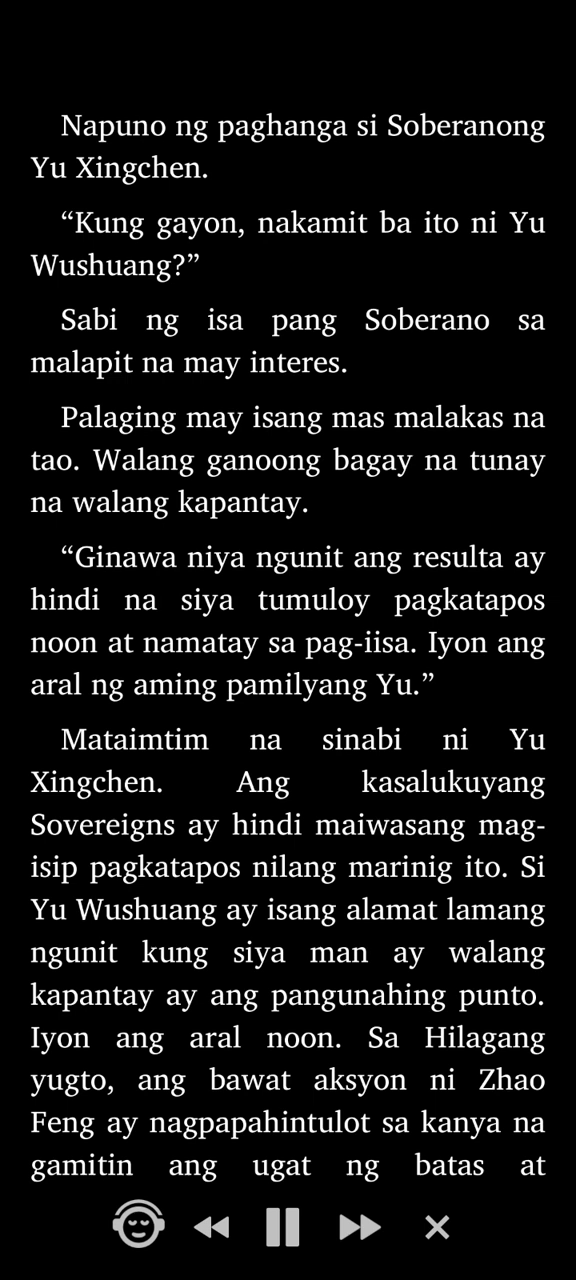 Napuno ng paghanga si Soberanong
Yu Xingchen.
“Kung gayon, nakamit ba ito ni Yu
Wushuang?”
Sabi ng isa pang Soberano sa
malapit na may interes.
Palaging may isang mas malakas na
tao. Walang ganoong bagay na tunay
na walang kapantay.
“Ginawa niya ngunit ang resulta ay
hindi na siya tumuloy pagkatapos
noon at namatay sa pag-iisa. Iyon ang
aral ng aming pamilyang Yu.”
Mataimtim na sinabi ni Yu
Xingchen. Ang kasalukuyang
Sovereigns ay hindi maiwasang mag-
isip pagkatapos nilang marinig ito. Si
Yu Wushuang ay isang alamat lamang
ngunit kung siya man ay walang
kapantay ay ang pangunahing punto.
Iyon ang aral noon. Sa Hilagang
yugto, ang bawat aksyon ni Zhao
Feng ay nagpapahintulot sa kanya na
gamitin ang ugat ng batas at